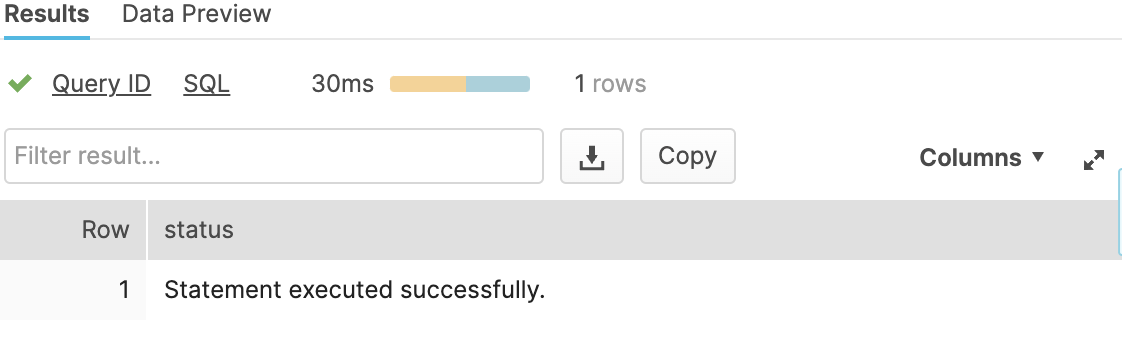 Results Data Preview
Query ID SQL 30ms 1 rows
Filter result... Copy Columns
Row status
1 Statement executed successfully.